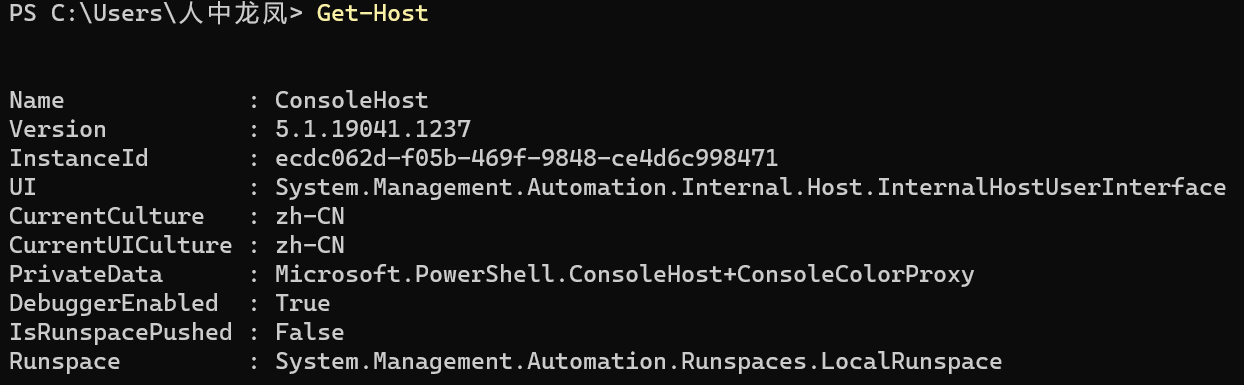 PS C:\Users\人中龙凤> Get-Host
Name                : ConsoleHost
Version             : 5.1.19041.1237
InstanceId          : ecdc062d-f05b-469f-9848-ce4d6c998471
UI                  : System.Management.Automation.Internal.Host.InternalHostUserInterface
CurrentCulture      : zh-CN
CurrentUICulture : zh-CN
PrivateData         : Microsoft.PowerShell.ConsoleHost+ConsoleColorProxy
DebuggerEnabled  : True
IsRunspacePushed : False
Runspace            : System.Management.Automation.Runspaces.LocalRunspace